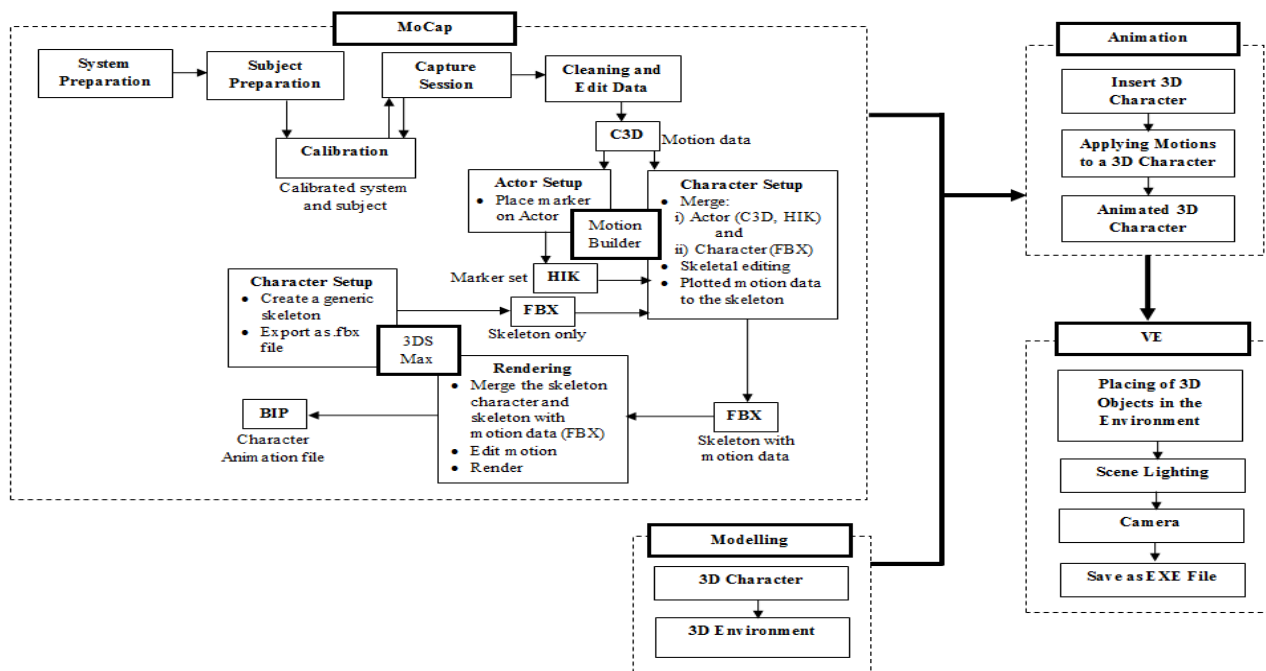 MoCap
System
Preparation
Subject
Preparation
Capture
Session
Cleaning and
Edit Data
Calibration
Calibrated system
and subject
C3D
Motion data
Actor Setup
• Place marker
on Actor
Motion
Builder
Character Setup
• Merge:
i) Actor (C3D, HIK)
and
ii) Character (FBX)
• Skeletal editing
• Plotted motion data
to the skeleton
Marker set
HIK
Character Setup
• Create a generic
skeleton
• Export as .fbx
file
FBX
Skeleton only
3DS
Max
Rendering
• Merge the skeleton
character and
skeleton with
motion data (FBX)
• Edit motion
• Render
BIP
Character
Animation file
FBX
Skeleton with
motion data
Modelling
3D Character
3D Environment
Animation
Insert 3D
Character
Applying Motions
to a 3D Character
Animated 3D
Character
VE
Placing of 3D
Objects in the
Environment
Scene Lighting
Camera
Save as EXE File